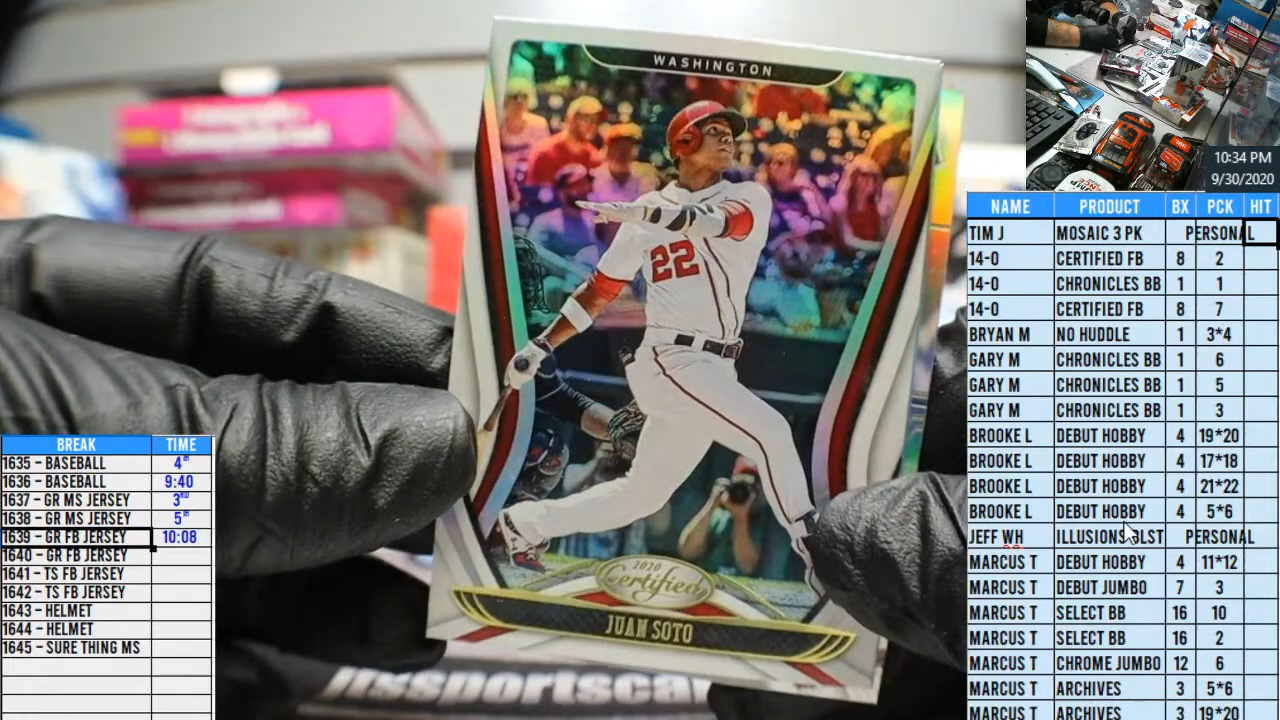 WASHINGTON
22
2020
Certified
JUAN SOTO
10:34 PM
9/30/2020
NAME PRODUCT BX PCK HIT
TIM J MOSAIC 3 PK PERSONAL
14-0 CERTIFIED FB 8 2
14-0 CHRONICLES BB 1 1
14-0 CERTIFIED FB 8 7
BRYAN M NO HUDDLE 1 3*4
GARY M CHRONICLES BB 1 6
GARY M CHRONICLES BB 1 5
GARY M CHRONICLES BB 1 3
BROOKE L DEBUT HOBBY 4 19*20
BROOKE L DEBUT HOBBY 4 17*18
BROOKE L DEBUT HOBBY 4 21*22
BROOKE L DEBUT HOBBY 4 5*6
JEFF WH ILLUSIONS BLST PERSONAL
MARCUS T DEBUT HOBBY 4 11*12
MARCUS T DEBUT JUMBO 7 3
MARCUS T SELECT BB 16 10
MARCUS T SELECT BB 16 2
MARCUS T CHROME JUMBO 12 6
MARCUS T ARCHIVES 3 5*6
MARCUS T ARCHIVES 3 19*20
BREAK TIME
1635 - BASEBALL 4TH
1636 - BASEBALL 9:40
1637 - GR MS JERSEY 3RD
1638 - GR MS JERSEY 5TH
1639 - GR FB JERSEY 10:08
1640 - GR FB JERSEY
1641 - TS FB JERSEY
1642 - TS FB JERSEY
1643 - HELMET
1644 - HELMET
1645 - SURE THING MS